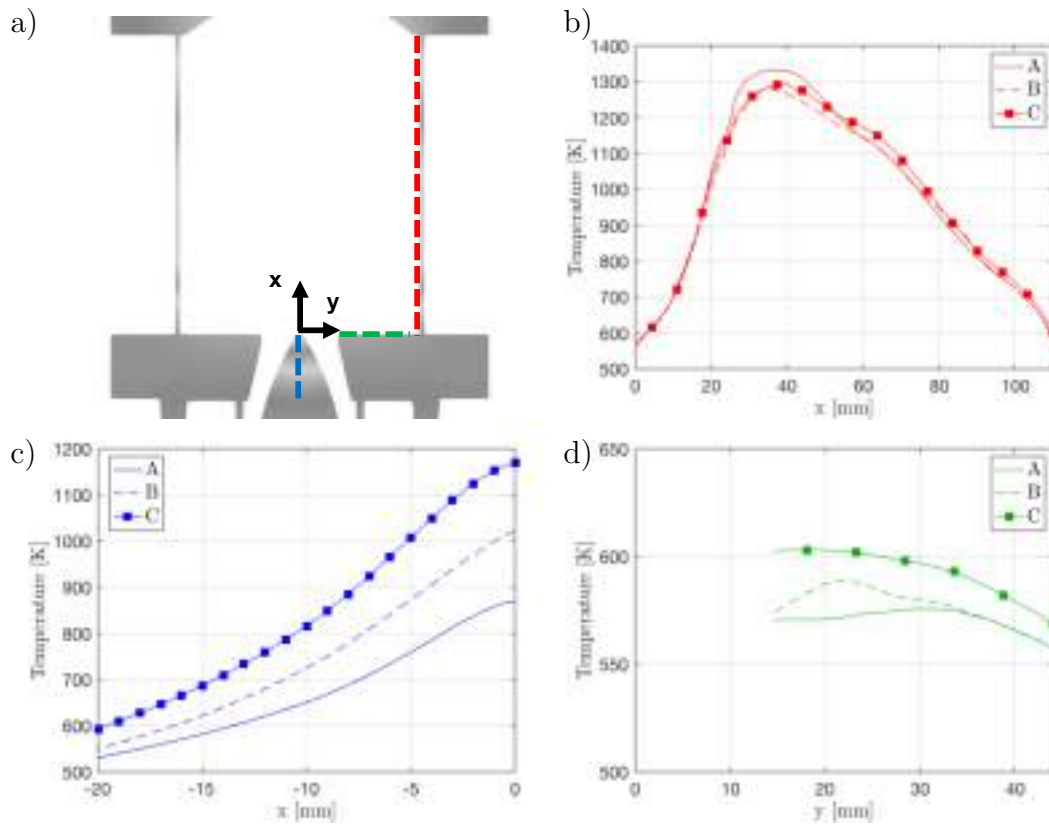 a)
x
y
b)
1400
1300
1200
1100
1000
900
800
700
600
500
0
20
40
60
80
100
Temperature [K]
x [mm]
A
B
C
c)
1200
1100
1000
900
800
700
600
500
-20
-15
-10
-5
0
Temperature [K]
x [mm]
A
B
C
d)
650
600
550
500
0
10
20
30
40
Temperature [K]
y [mm]
A
B
C